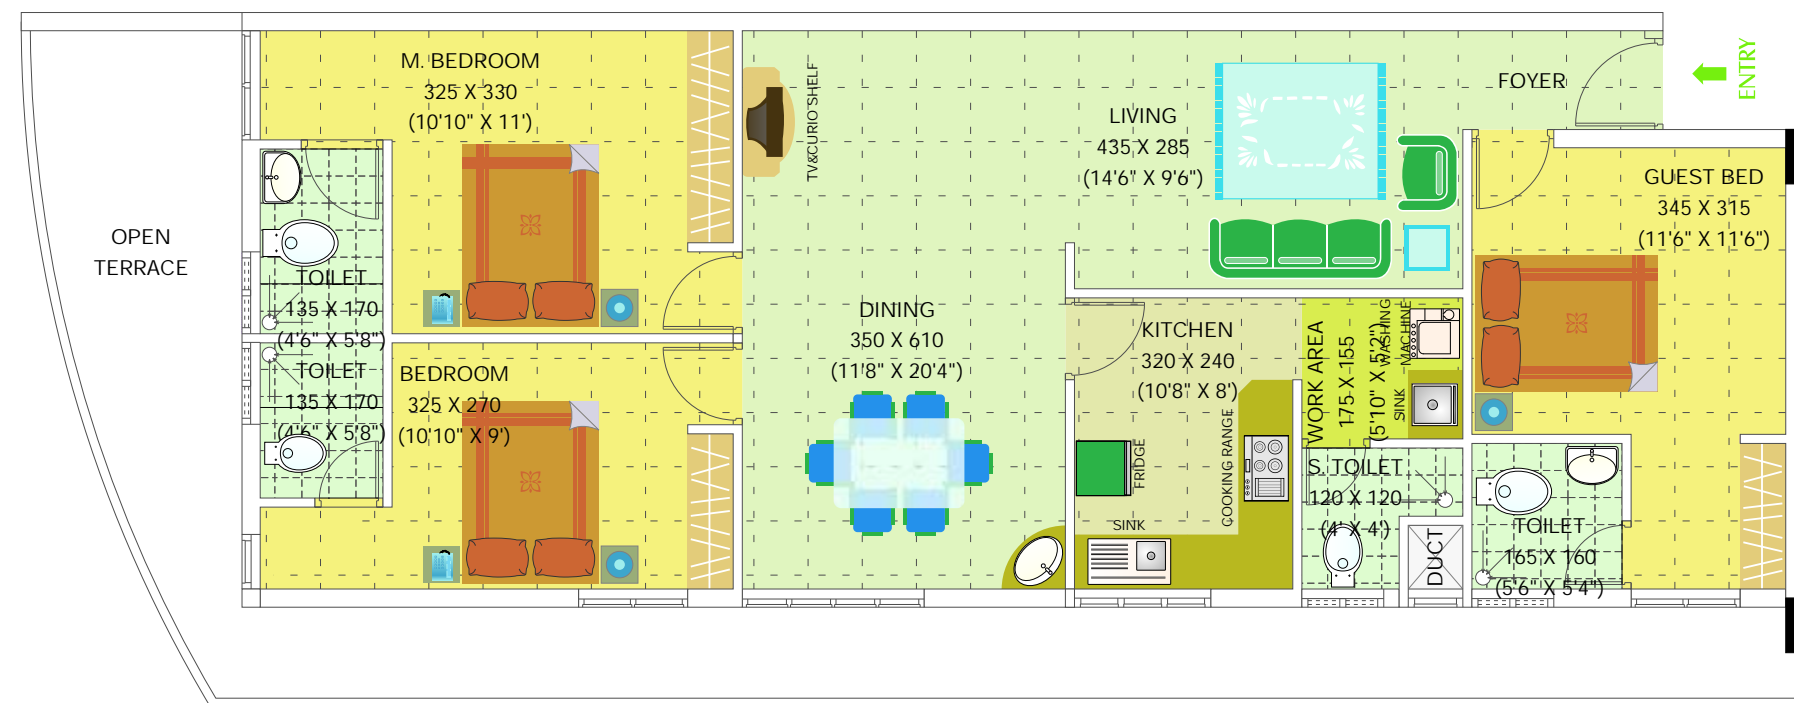 M. BEDROOM
325 X 330
(10'10" X 11')
TV&CURIO SHELF
LIVING
435 X 285
(14'6" X 9'6")
FOYER
ENTRY
GUEST BED
345 X 315
(11'6" X 11'6")
OPEN
TERRACE
TOILET
135 X 170
(4'6" X 5'8")
TOILET
135 X 170
(4'6" X 5'8")
BEDROOM
325 X 270
(10'10" X 9')
DINING
350 X 610
(11'8" X 20'4")
KITCHEN
320 X 240
(10'8" X 8')
FRIDGE
COOKING RANGE
SINK
WORK AREA
175 X 155
(5'10" X 5'2")
WASHING
MACHINE
SINK
S. TOILET
120 X 120
(4' X 4')
DUCT
TOILET
165 X 160
(5'6" X 5'4")